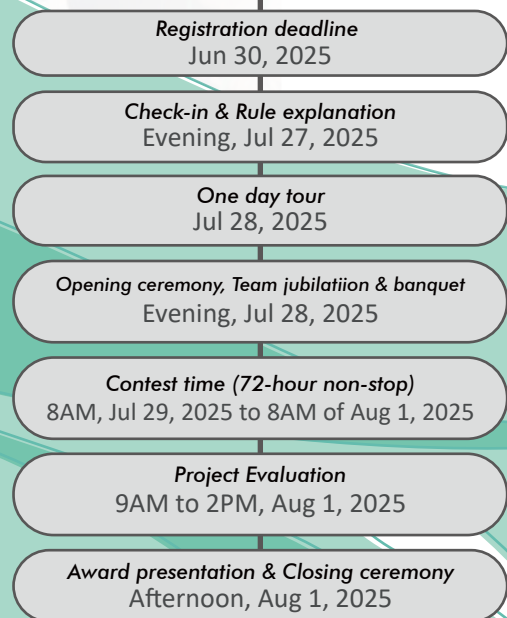 Registration deadline
Jun 30, 2025
Check-in & Rule explanation
Evening, Jul 27, 2025
One day tour
Jul 28, 2025
Opening ceremony, Team jubilatiion & banquet
Evening, Jul 28, 2025
Contest time (72-hour non-stop)
8AM, Jul 29, 2025 to 8AM of Aug 1, 2025
Project Evaluation
9AM to 2PM, Aug 1, 2025
Award presentation & Closing ceremony
Afternoon, Aug 1, 2025